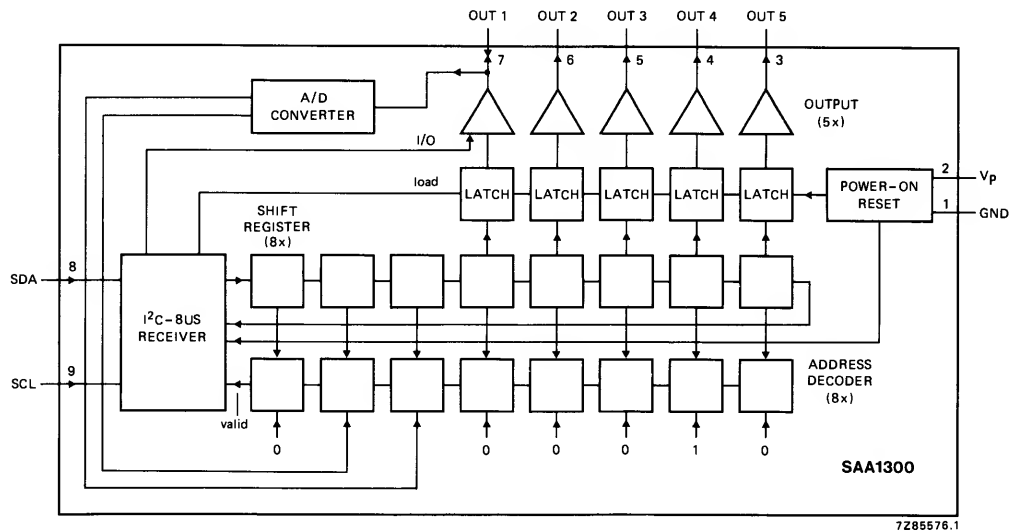 OUT 1 OUT 2 OUT 3 OUT 4 OUT 5
7 6 5 4 3
A/D
CONVERTER
OUTPUT
(5x)
I/O
load
LATCH LATCH LATCH LATCH LATCH
POWER-ON
RESET
2 Vp
1 GND
SHIFT
REGISTER
(8x)
SDA 8
I²C-8US
RECEIVER
SCL 9
valid
ADDRESS
DECODER
(8x)
0 0 0 0 1 0
SAA1300
7Z85576.1